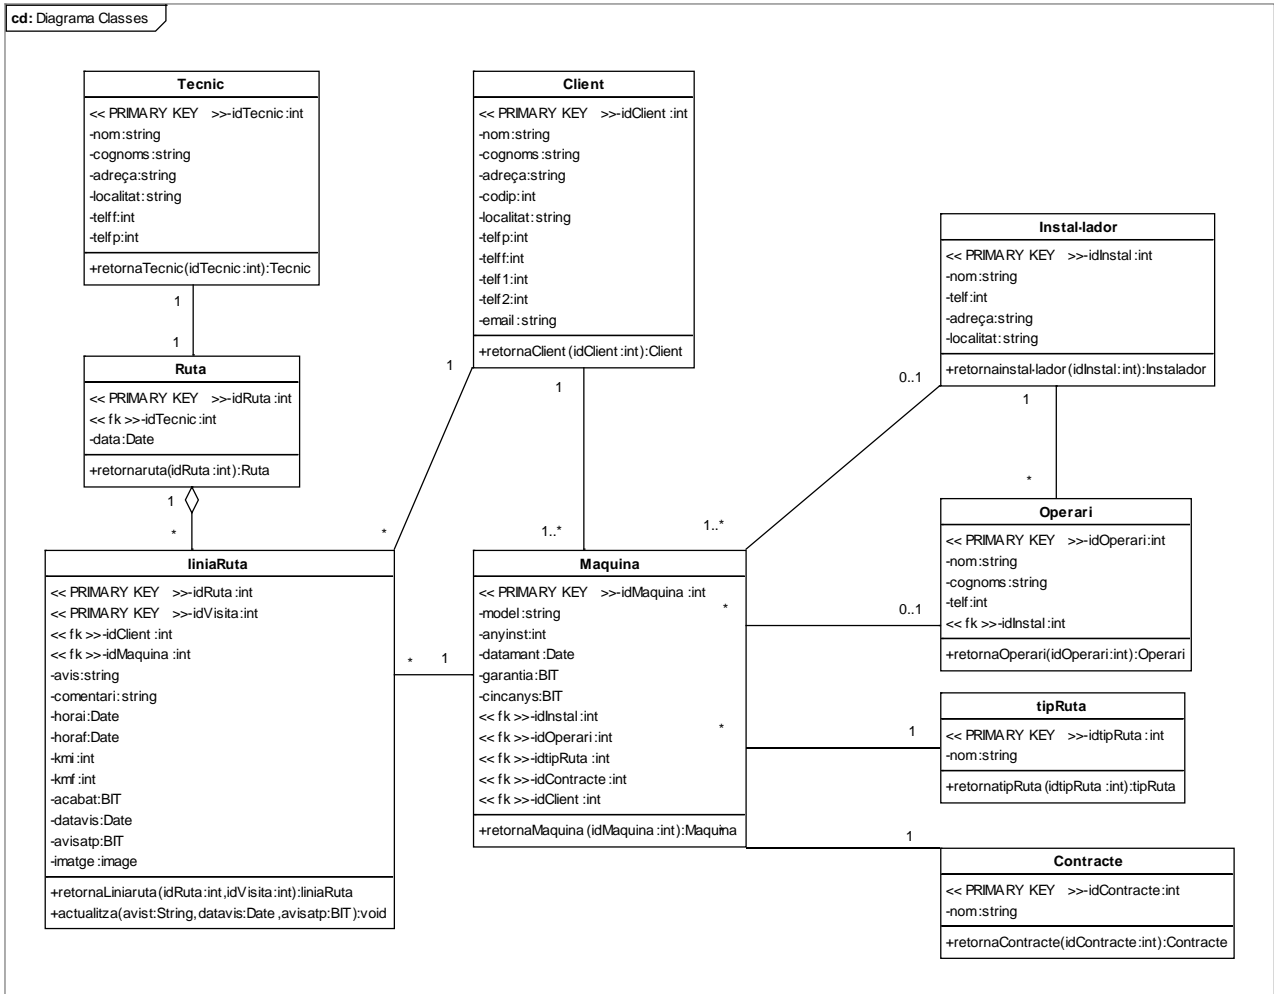 cd: Diagrama Classes
Tecnic
<< PRIMARY KEY >>-idTecnic:int
-nom:string
-cognoms:string
-adreça:string
-localitat:string
-telff:int
-telfp:int
+retornaTecnic(idTecnic:int):Tecnic
1
1
Ruta
<< PRIMARY KEY >>-idRuta:int
<< fk >>-idTecnic:int
-data:Date
+retornaruta(idRuta:int):Ruta
1
*
liniaRuta
<< PRIMARY KEY >>-idRuta:int
<< PRIMARY KEY >>-idVisita:int
<< fk >>-idClient:int
<< fk >>-idMaquina:int
-avis:string
-comentari:string
-horai:Date
-horaf:Date
-kmi:int
-kmf:int
-acabat:BIT
-datavis:Date
-avisatp:BIT
-imatge:image
+retornaLiniaruta(idRuta:int,idVisita:int):liniaRuta
+actualitza(avist:String,datavis:Date,avisatp:BIT):void
Client
<< PRIMARY KEY >>-idClient:int
-nom:string
-cognoms:string
-adreça:string
-codip:int
-localitat:string
-telfp:int
-telff:int
-telf1:int
-telf2:int
-email:string
+retornaClient(idClient:int):Client
1
*
1
1..*
* 1
Maquina
<< PRIMARY KEY >>-idMaquina:int
-model:string
-anyinst:int
-datamant:Date
-garantia:BIT
-cincanys:BIT
<< fk >>-idInstal:int
<< fk >>-idOperari:int
<< fk >>-idtipRuta:int
<< fk >>-idContracte:int
<< fk >>-idClient:int
+retornaMaquina(idMaquina:int):Maquina
1..*
0..1
*
0..1
*
1
*
1
Instal·lador
<< PRIMARY KEY >>-idInstal:int
-nom:string
-telf:int
-adreça:string
-localitat:string
+retornainstal·lador(idInstal:int):Instalador
1
*
Operari
<< PRIMARY KEY >>-idOperari:int
-nom:string
-cognoms:string
-telf:int
<< fk >>-idInstal:int
+retornaOperari(idOperari:int):Operari
tipRuta
<< PRIMARY KEY >>-idtipRuta:int
-nom:string
+retornatipRuta(idtipRuta:int):tipRuta
Contracte
<< PRIMARY KEY >>-idContracte:int
-nom:string
+retornaContracte(idContracte:int):Contracte